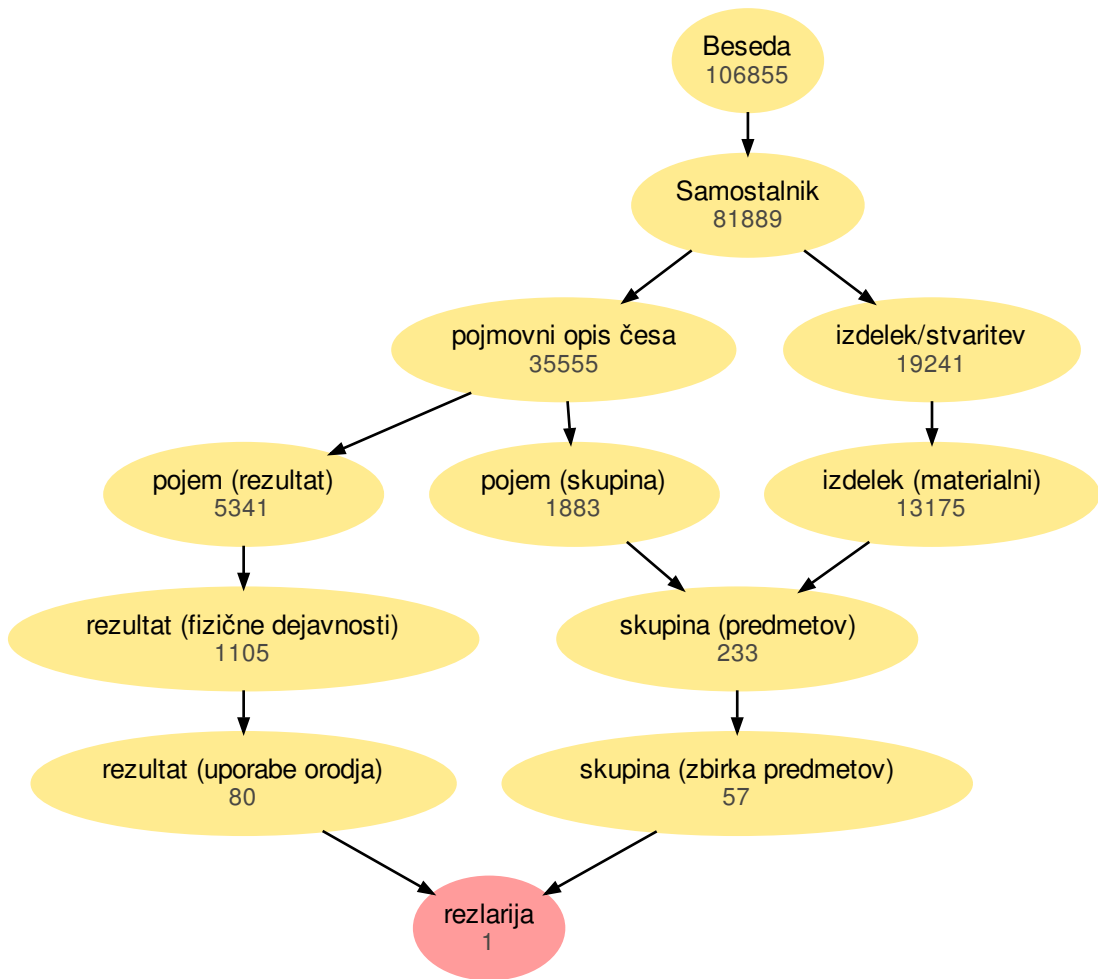 Beseda
106855
Samostalnik
81889
pojmovni opis česa
35555
izdelek/stvaritev
19241
pojem (rezultat)
5341
pojem (skupina)
1883
izdelek (materialni)
13175
rezultat (fizične dejavnosti)
1105
skupina (predmetov)
233
rezultat (uporabe orodja)
80
skupina (zbirka predmetov)
57
rezlarija
1